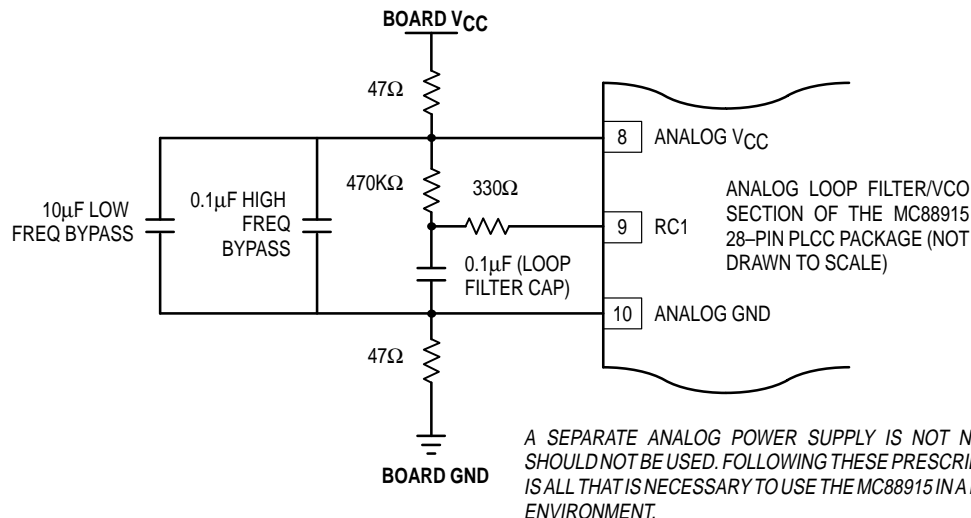 BOARD VCC
47Ω
8 ANALOG VCC
470KΩ
330Ω
10µF LOW
FREQ BYPASS
0.1µF HIGH
FREQ
BYPASS
9 RC1
ANALOG LOOP FILTER/VCO
SECTION OF THE MC88915
28–PIN PLCC PACKAGE (NOT
DRAWN TO SCALE)
0.1µF (LOOP
FILTER CAP)
10 ANALOG GND
47Ω
BOARD GND
A SEPARATE ANALOG POWER SUPPLY IS NOT
SHOULD NOT BE USED. FOLLOWING THESE
IS ALL THAT IS NECESSARY TO USE THE MC88915 IN A
ENVIRONMENT.